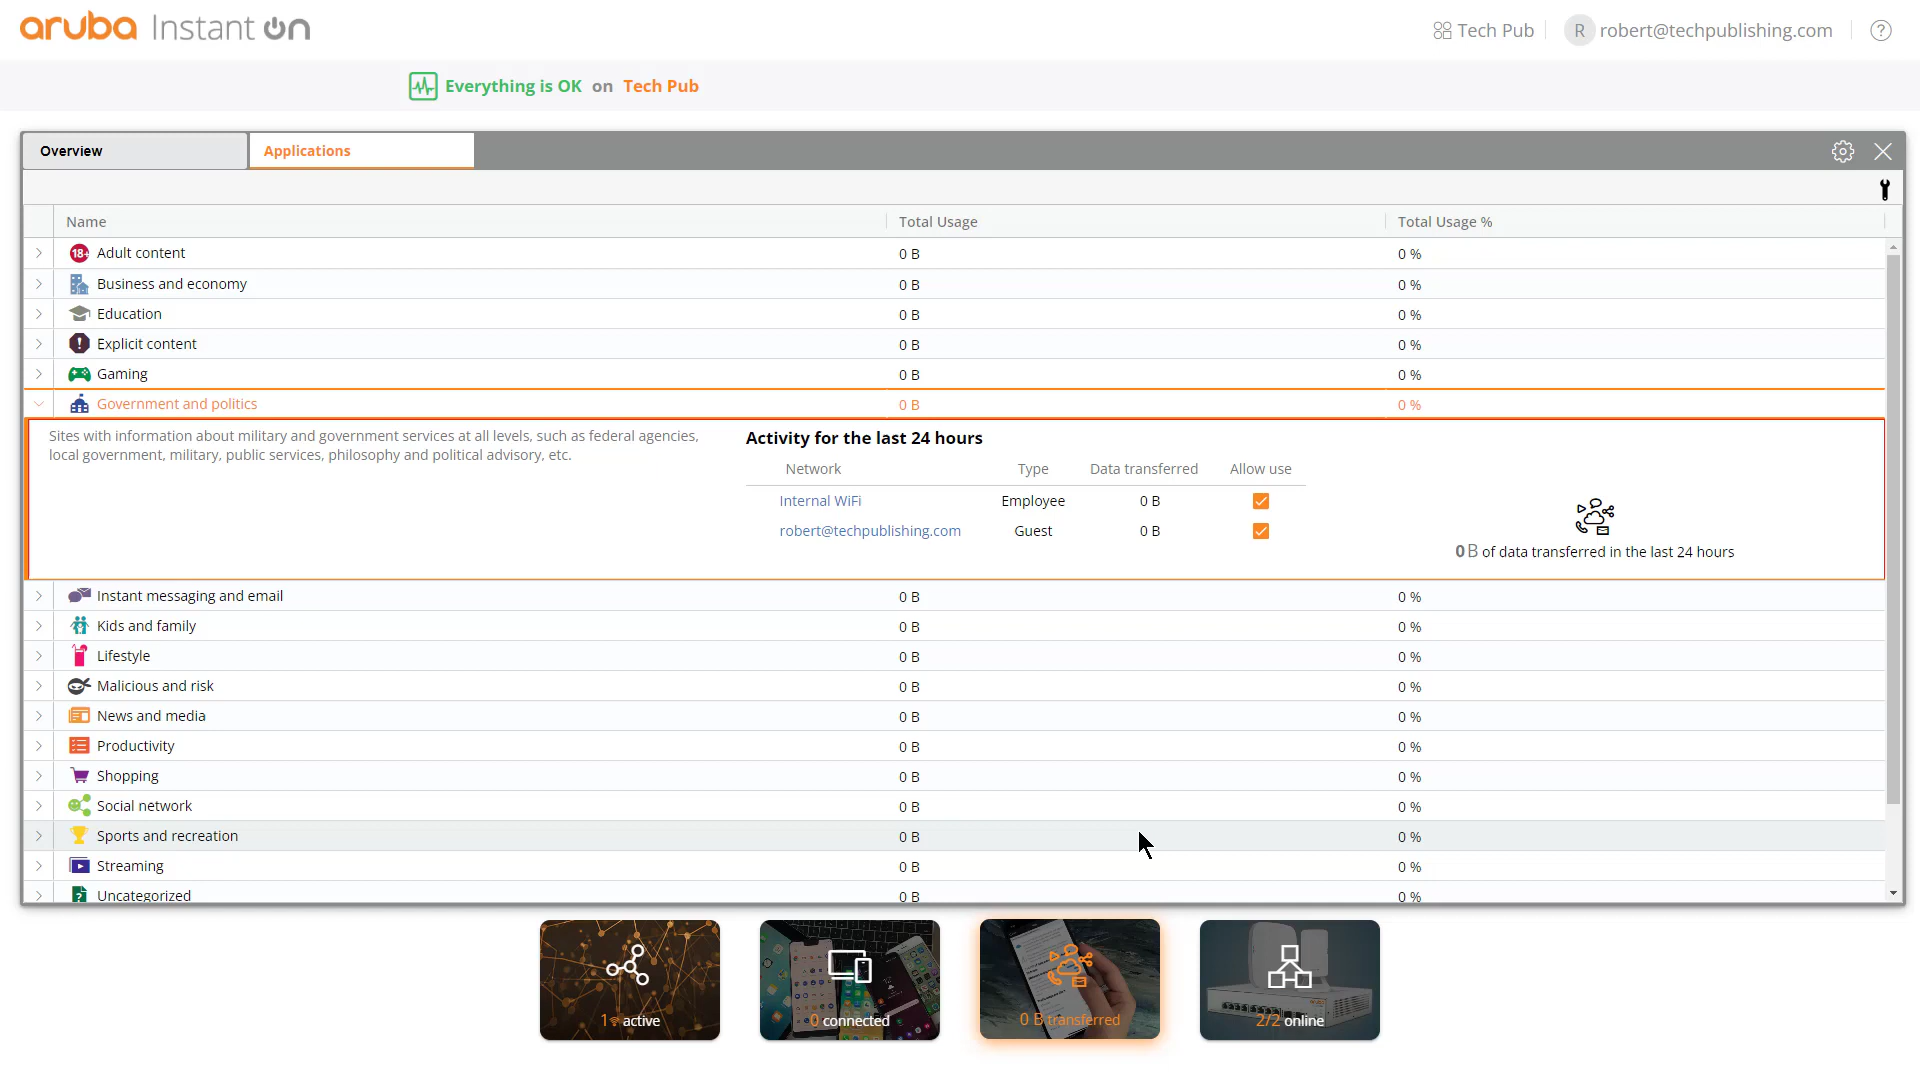 aruba Instant On
Tech Pub
R robert@techpublishing.com
?
Everything is OK on Tech Pub
Overview
Applications
Name Total Usage Total Usage %
18+ Adult content 0 B 0 %
Business and economy 0 B 0 %
Education 0 B 0 %
Explicit content 0 B 0 %
Gaming 0 B 0 %
Government and politics 0 B 0 %
Sites with information about military and government services at all levels, such as federal agencies,
local government, military, public services, philosophy and political advisory, etc.
Activity for the last 24 hours
Network Type Data transferred Allow use
Internal WiFi Employee 0 B
robert@techpublishing.com Guest 0 B
0 B of data transferred in the last 24 hours
Instant messaging and email 0 B 0 %
Kids and family 0 B 0 %
Lifestyle 0 B 0 %
Malicious and risk 0 B 0 %
News and media 0 B 0 %
Productivity 0 B 0 %
Shopping 0 B 0 %
Social network 0 B 0 %
Sports and recreation 0 B 0 %
Streaming 0 B 0 %
Uncategorized 0 B 0 %
1 active
0 connected
0 B transferred
2/2 online